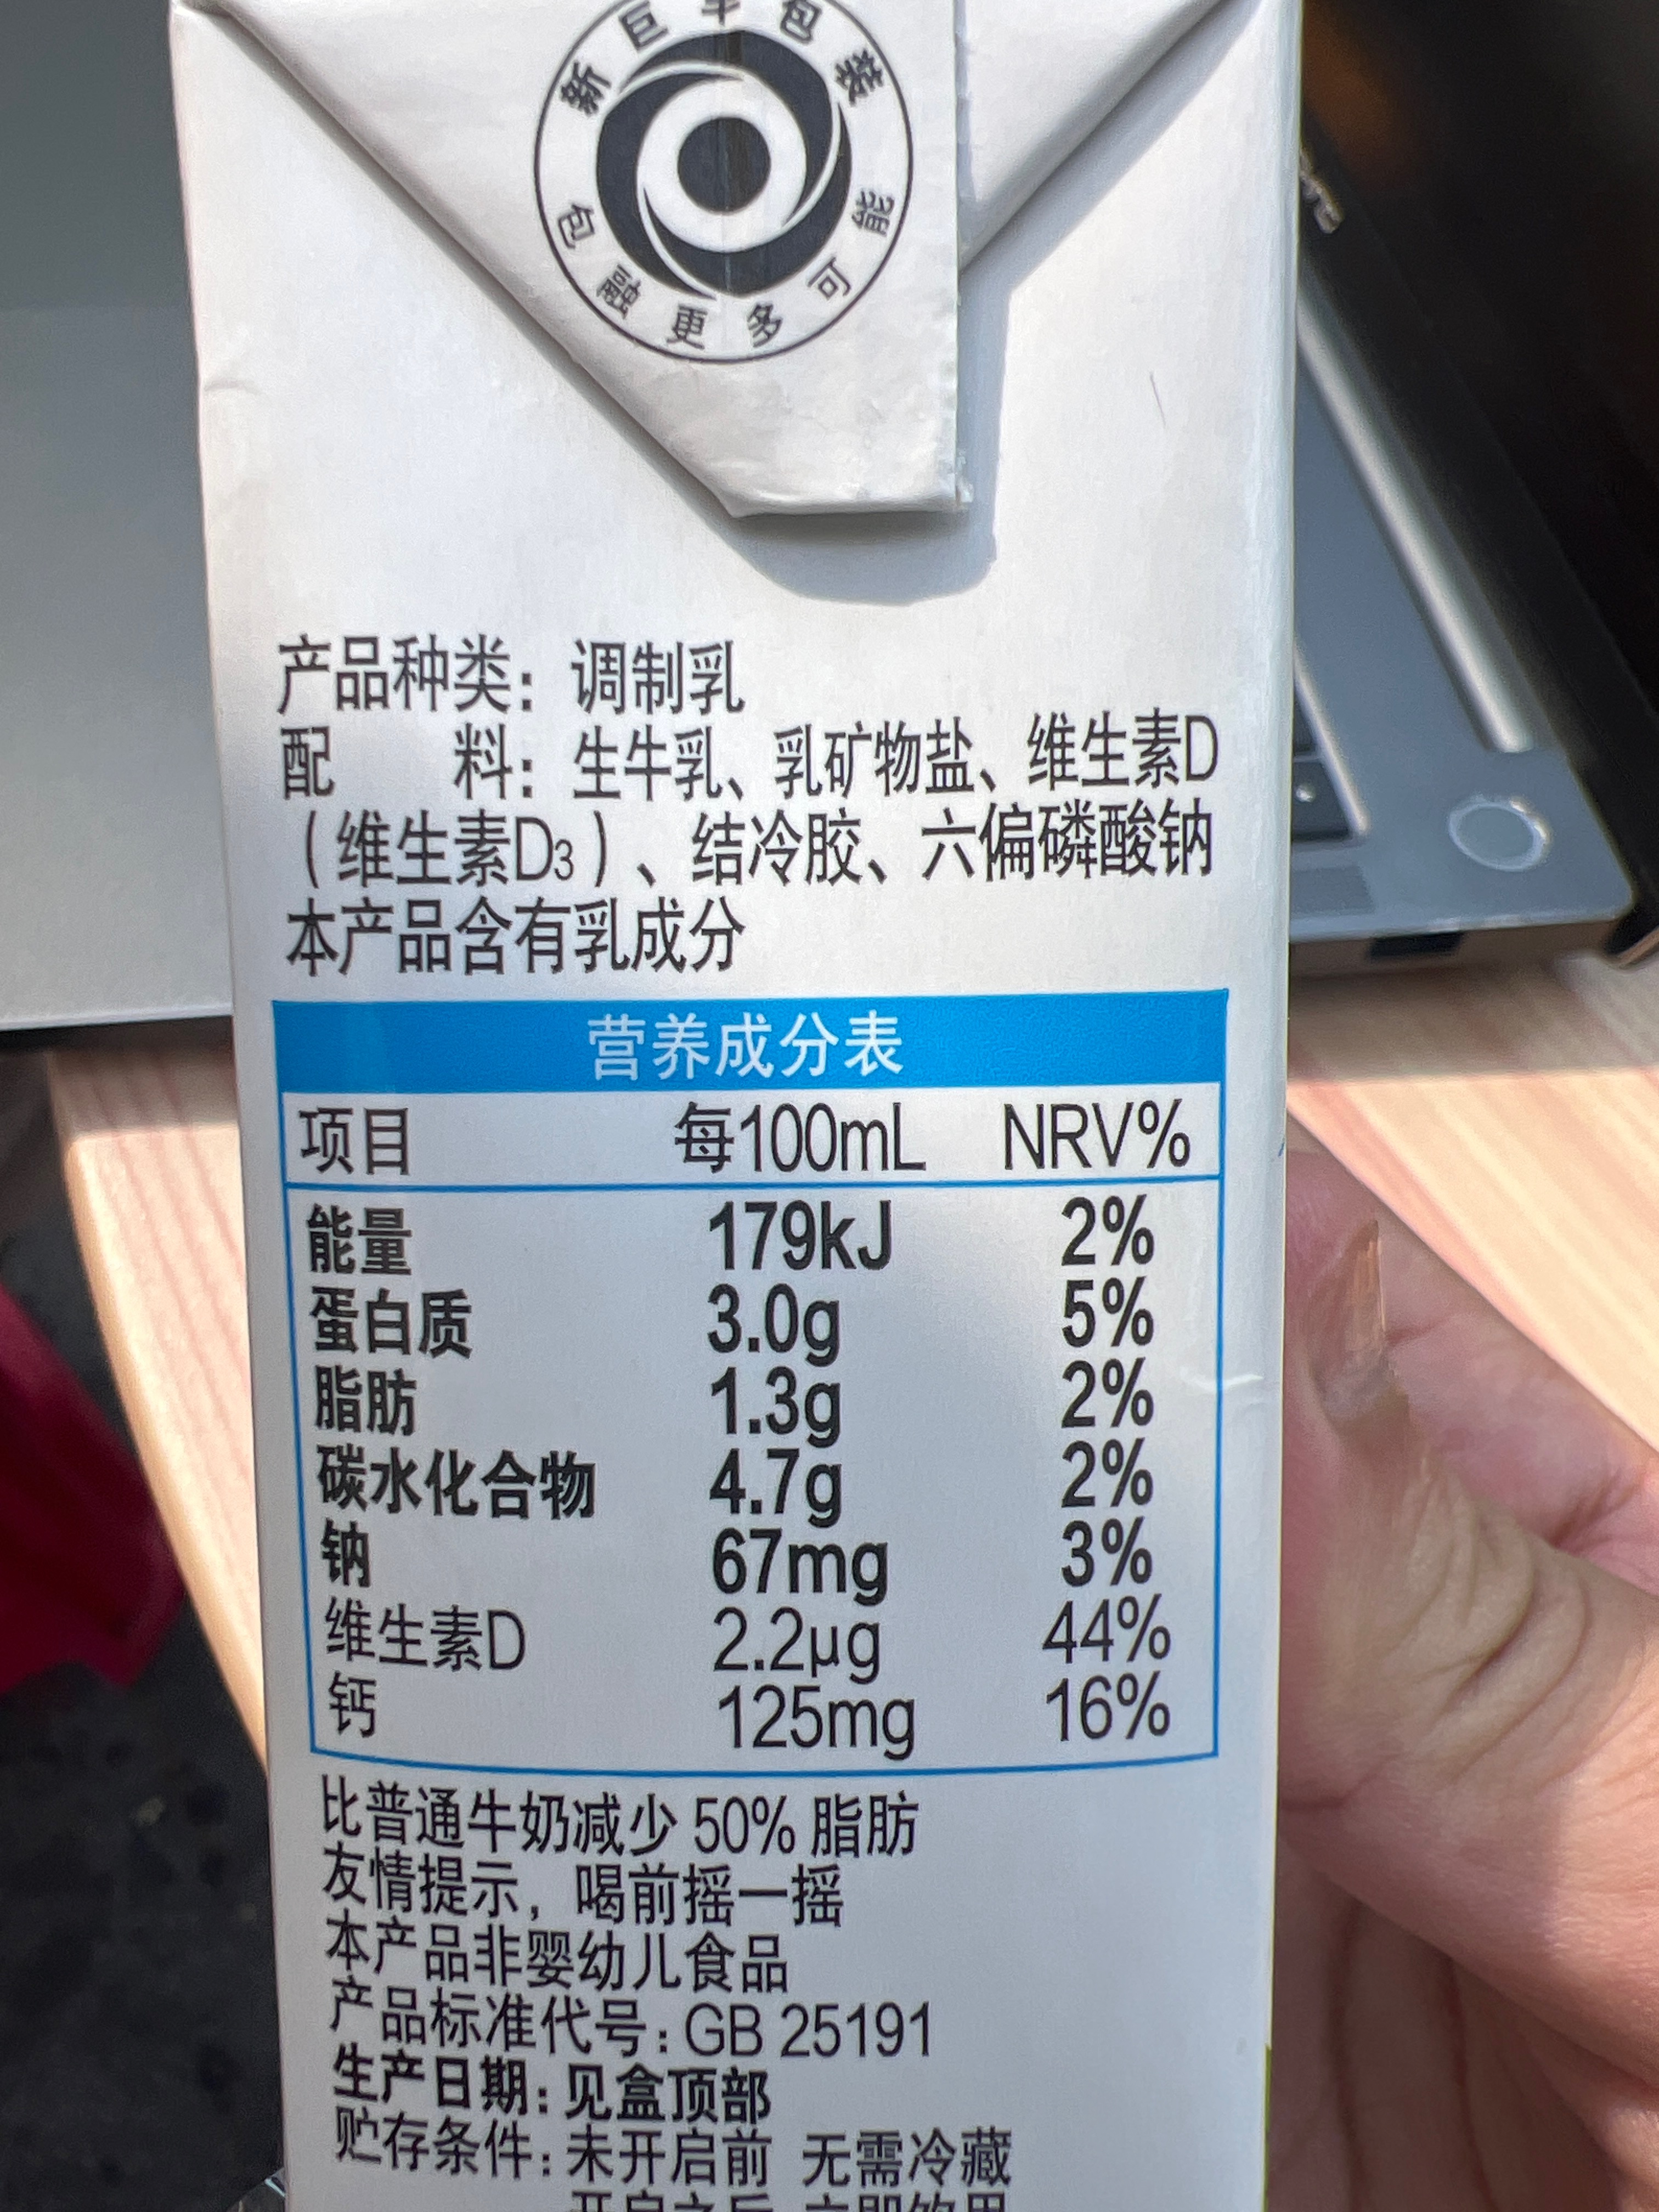 新巨丰包装
包融更多可能
产品种类：调制乳
配 料：生牛乳、乳矿物盐、维生素D
（维生素D3）、结冷胶、六偏磷酸钠
本产品含有乳成分
营养成分表
项目 每100mL NRV%
能量 179kJ 2%
蛋白质 3.0g 5%
脂肪 1.3g 2%
碳水化合物 4.7g 2%
钠 67mg 3%
维生素D 2.2μg 44%
钙 125mg 16%
比普通牛奶减少 50% 脂肪
友情提示，喝前摇一摇
本产品非婴幼儿食品
产品标准代号：GB 25191
生产日期：见盒顶部
贮存条件：未开启前 无需冷藏